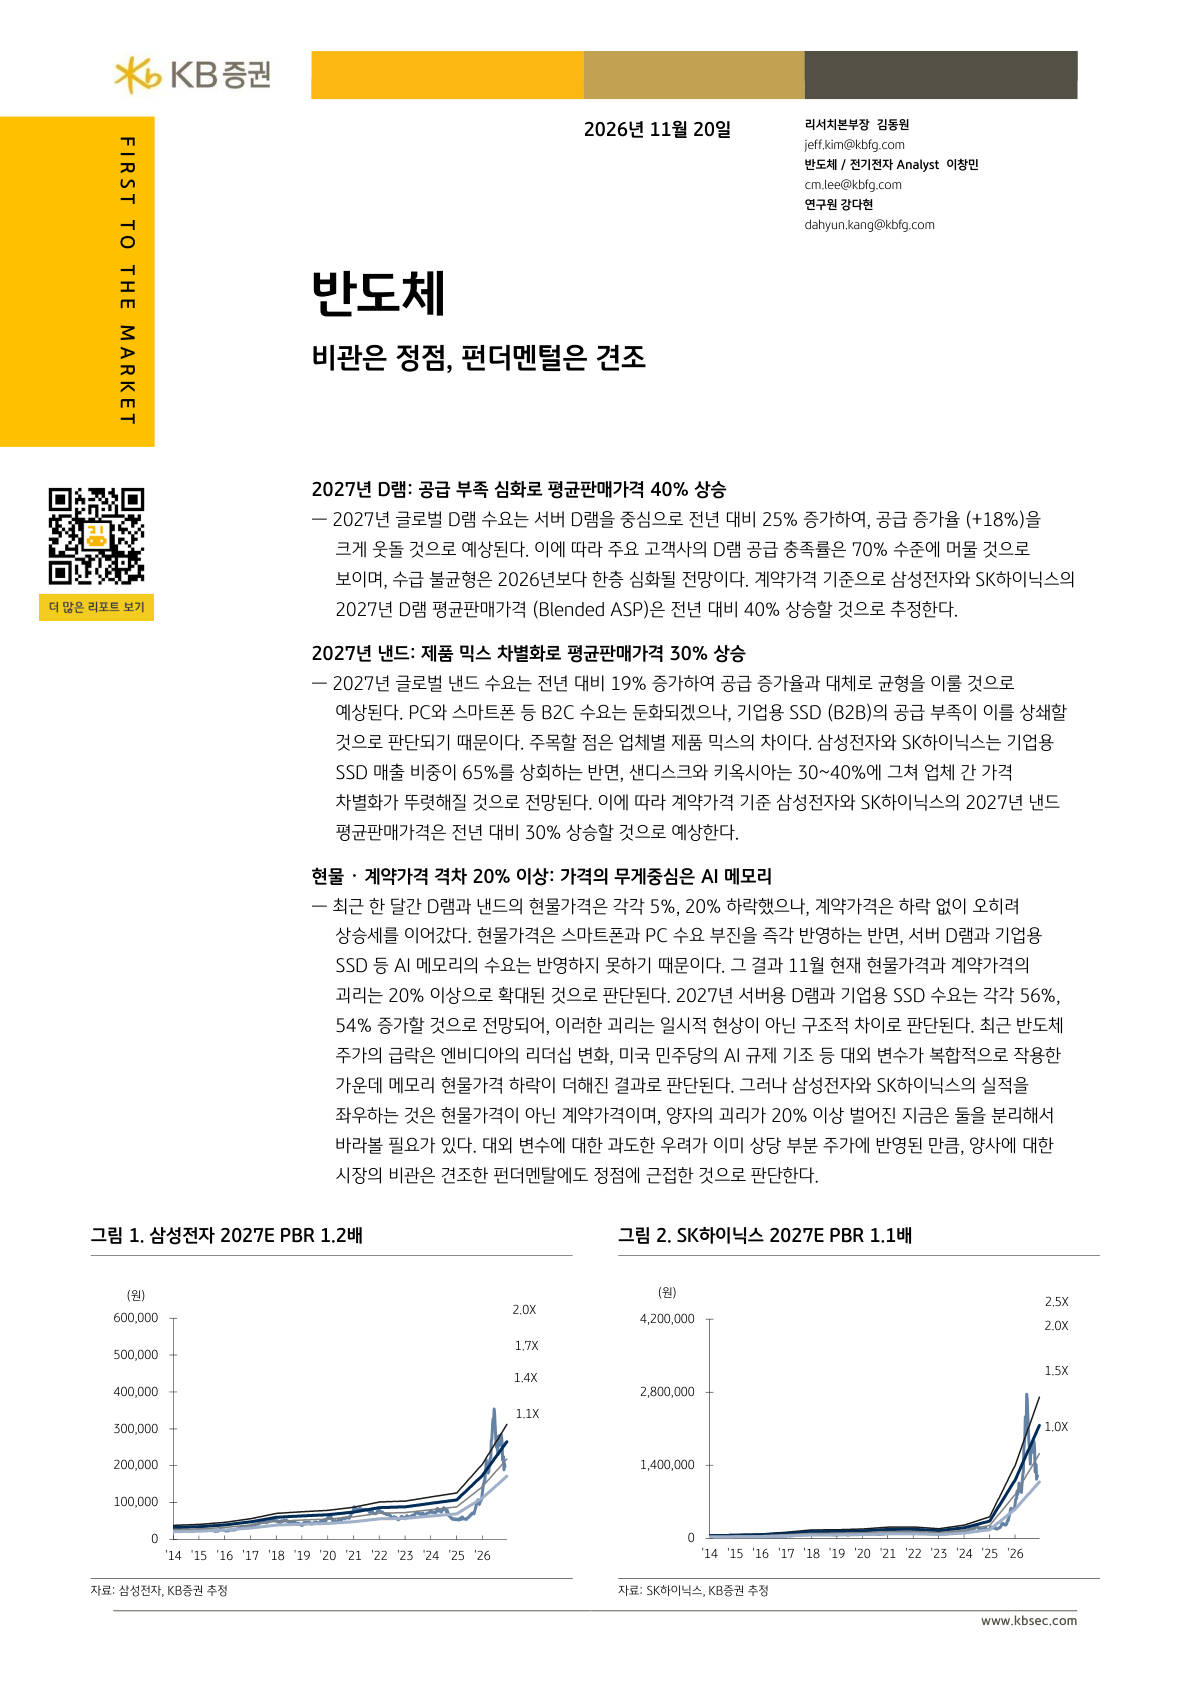 KB증권
2026년 11월 20일
리서치본부장 김동원
jeff.kim@kbfg.com
반도체 / 전기전자 Analyst 이창민
cm.lee@kbfg.com
연구원 강다현
dahyun.kang@kbfg.com
FIRST TO THE MARKET
반도체
비관은 정점, 펀더멘털은 견조
더 많은 리포트 보기
2027년 D램: 공급 부족 심화로 평균판매가격 40% 상승
— 2027년 글로벌 D램 수요는 서버 D램을 중심으로 전년 대비 25% 증가하여, 공급 증가율 (+18%)을
크게 웃돌 것으로 예상된다. 이에 따라 주요 고객사의 D램 공급 충족률은 70% 수준에 머물 것으로
보이며, 수급 불균형은 2026년보다 한층 심화될 전망이다. 계약가격 기준으로 삼성전자와 SK하이닉스의
2027년 D램 평균판매가격 (Blended ASP)은 전년 대비 40% 상승할 것으로 추정한다.
2027년 낸드: 제품 믹스 차별화로 평균판매가격 30% 상승
— 2027년 글로벌 낸드 수요는 전년 대비 19% 증가하여 공급 증가율과 대체로 균형을 이룰 것으로
예상된다. PC와 스마트폰 등 B2C 수요는 둔화되겠으나, 기업용 SSD (B2B)의 공급 부족이 이를 상쇄할
것으로 판단되기 때문이다. 주목할 점은 업체별 제품 믹스의 차이다. 삼성전자와 SK하이닉스는 기업용
SSD 매출 비중이 65%를 상회하는 반면, 샌디스크와 키옥시아는 30~40%에 그쳐 업체 간 가격
차별화가 뚜렷해질 것으로 전망된다. 이에 따라 계약가격 기준 삼성전자와 SK하이닉스의 2027년 낸드
평균판매가격은 전년 대비 30% 상승할 것으로 예상한다.
현물 · 계약가격 격차 20% 이상: 가격의 무게중심은 AI 메모리
— 최근 한 달간 D램과 낸드의 현물가격은 각각 5%, 20% 하락했으나, 계약가격은 하락 없이 오히려
상승세를 이어갔다. 현물가격은 스마트폰과 PC 수요 부진을 즉각 반영하는 반면, 서버 D램과 기업용
SSD 등 AI 메모리의 수요는 반영하지 못하기 때문이다. 그 결과 11월 현재 현물가격과 계약가격의
괴리는 20% 이상으로 확대된 것으로 판단된다. 2027년 서버용 D램과 기업용 SSD 수요는 각각 56%,
54% 증가할 것으로 전망되어, 이러한 괴리는 일시적 현상이 아닌 구조적 차이로 판단된다. 최근 반도체
주가의 급락은 엔비디아의 리더십 변화, 미국 민주당의 AI 규제 기조 등 대외 변수가 복합적으로 작용한
가운데 메모리 현물가격 하락이 더해진 결과로 판단된다. 그러나 삼성전자와 SK하이닉스의 실적을
좌우하는 것은 현물가격이 아닌 계약가격이며, 양자의 괴리가 20% 이상 벌어진 지금은 둘을 분리해서
바라볼 필요가 있다. 대외 변수에 대한 과도한 우려가 이미 상당 부분 주가에 반영된 만큼, 양사에 대한
시장의 비관은 견조한 펀더멘탈에도 정점에 근접한 것으로 판단한다.
그림 1. 삼성전자 2027E PBR 1.2배
(원)
600,000
500,000
400,000
300,000
200,000
100,000
0
2.0X
1.7X
1.4X
1.1X
'14 '15 '16 '17 '18 '19 '20 '21 '22 '23 '24 '25 '26
자료: 삼성전자, KB증권 추정
그림 2. SK하이닉스 2027E PBR 1.1배
(원)
4,200,000
2,800,000
1,400,000
0
2.5X
2.0X
1.5X
1.0X
'14 '15 '16 '17 '18 '19 '20 '21 '22 '23 '24 '25 '26
자료: SK하이닉스, KB증권 추정
www.kbsec.com